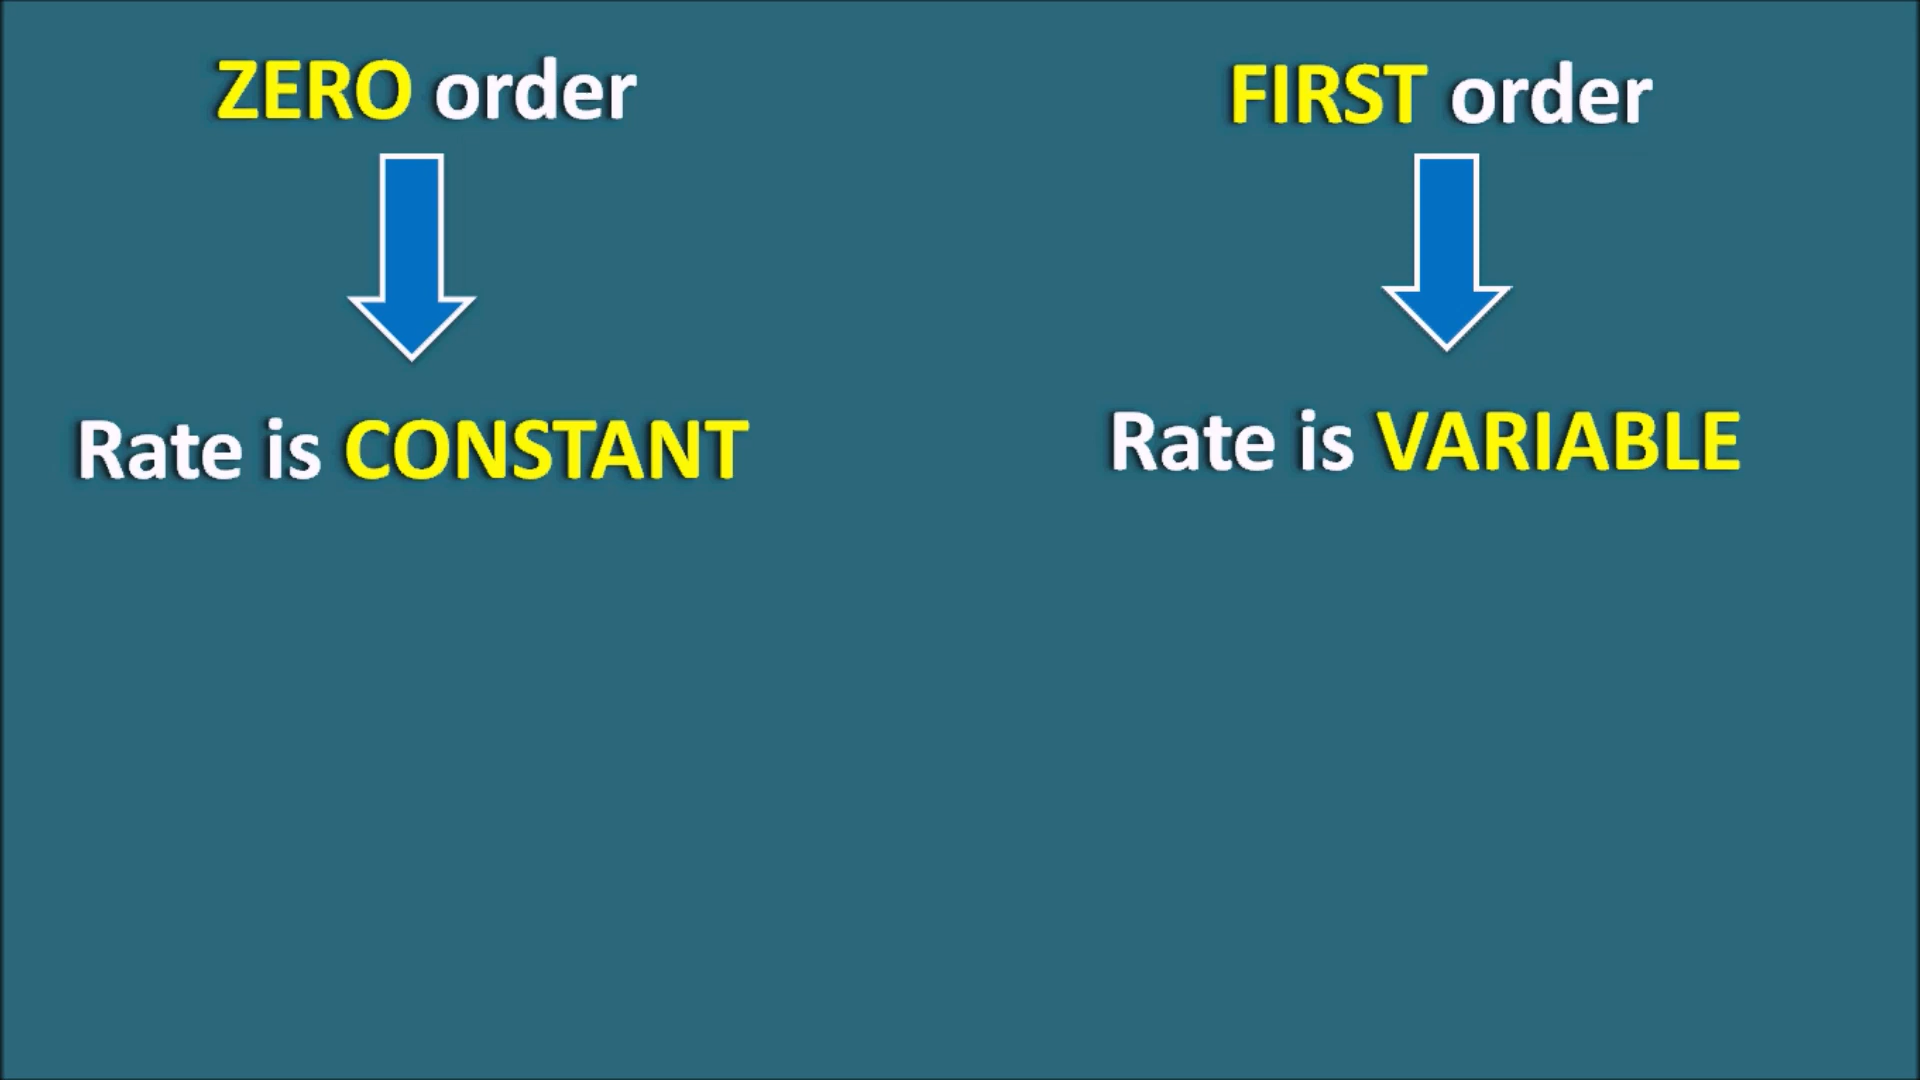 ZERO order
Rate is CONSTANT
FIRST order
Rate is VARIABLE